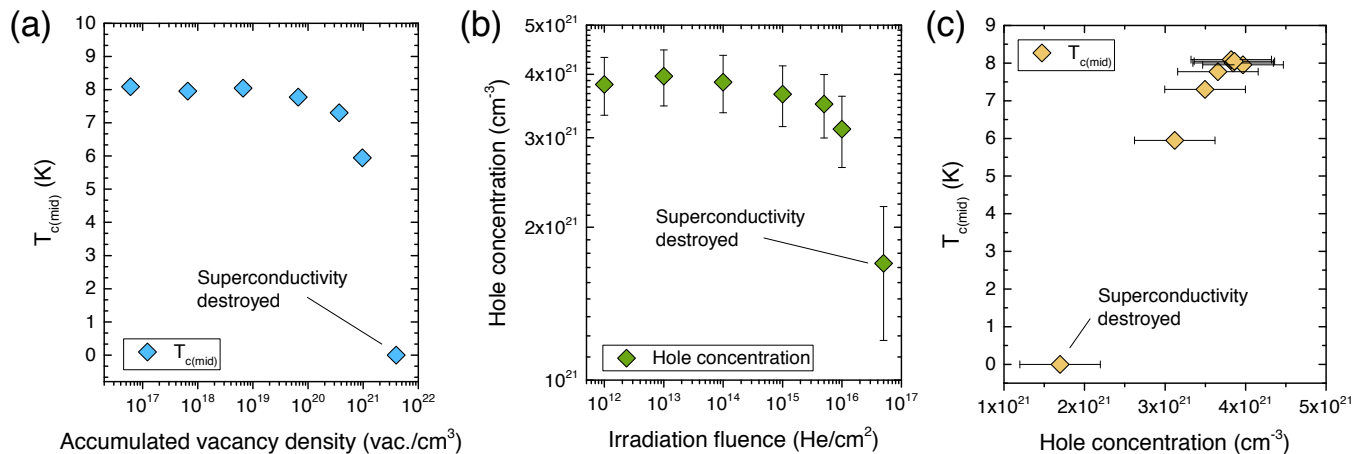 (a)
10
9
8
7
6
5
4
3
2
1
0
T_c(mid) (K)
Superconductivity
destroyed
T_c(mid)
10^17 10^18 10^19 10^20 10^21 10^22
Accumulated vacancy density (vac./cm^3)
(b)
5x10^21
4x10^21
3x10^21
2x10^21
10^21
Hole concentration (cm^-3)
Superconductivity
destroyed
Hole concentration
10^12 10^13 10^14 10^15 10^16 10^17
Irradiation fluence (He/cm^2)
(c)
9
8
7
6
5
4
3
2
1
0
T_c(mid) (K)
T_c(mid)
Superconductivity
destroyed
1x10^21 2x10^21 3x10^21 4x10^21 5x10^21
Hole concentration (cm^-3)